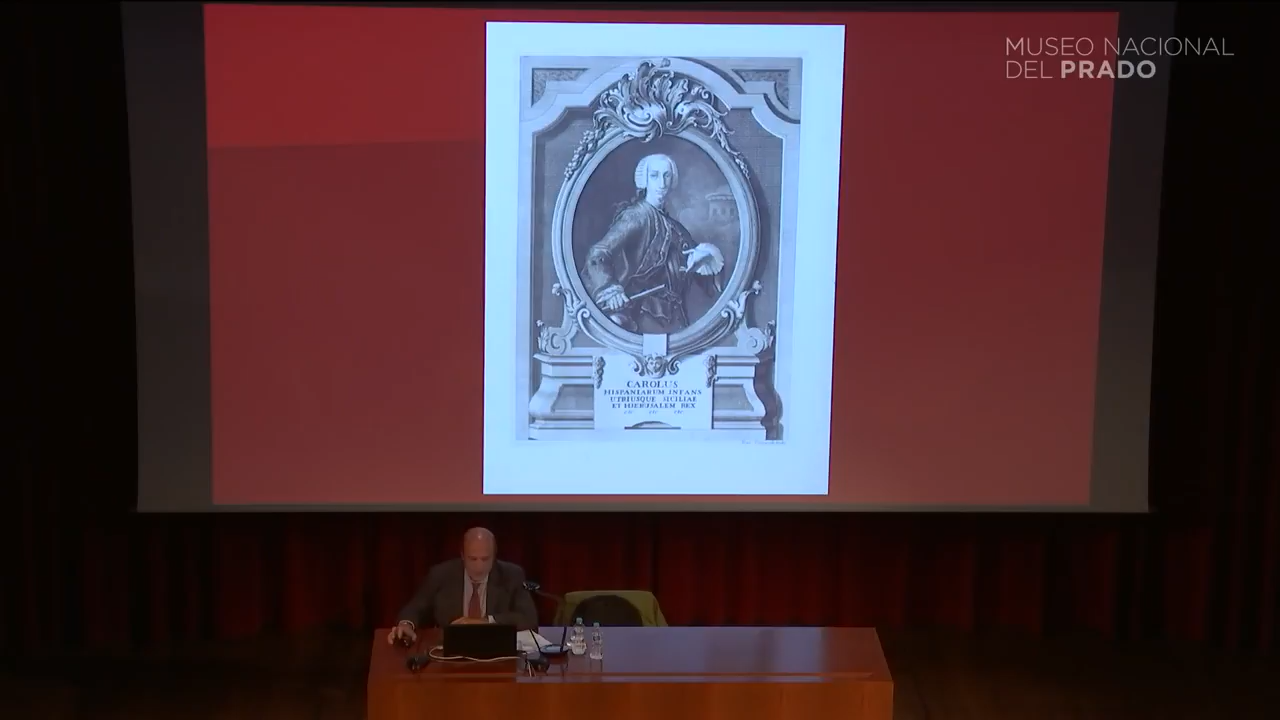 MUSEO NACIONAL
DEL PRADO
CAROLUS
HISPANIARUM INFANS
UTRIUSQUE SICILIAE
ET HIERUSALEM REX